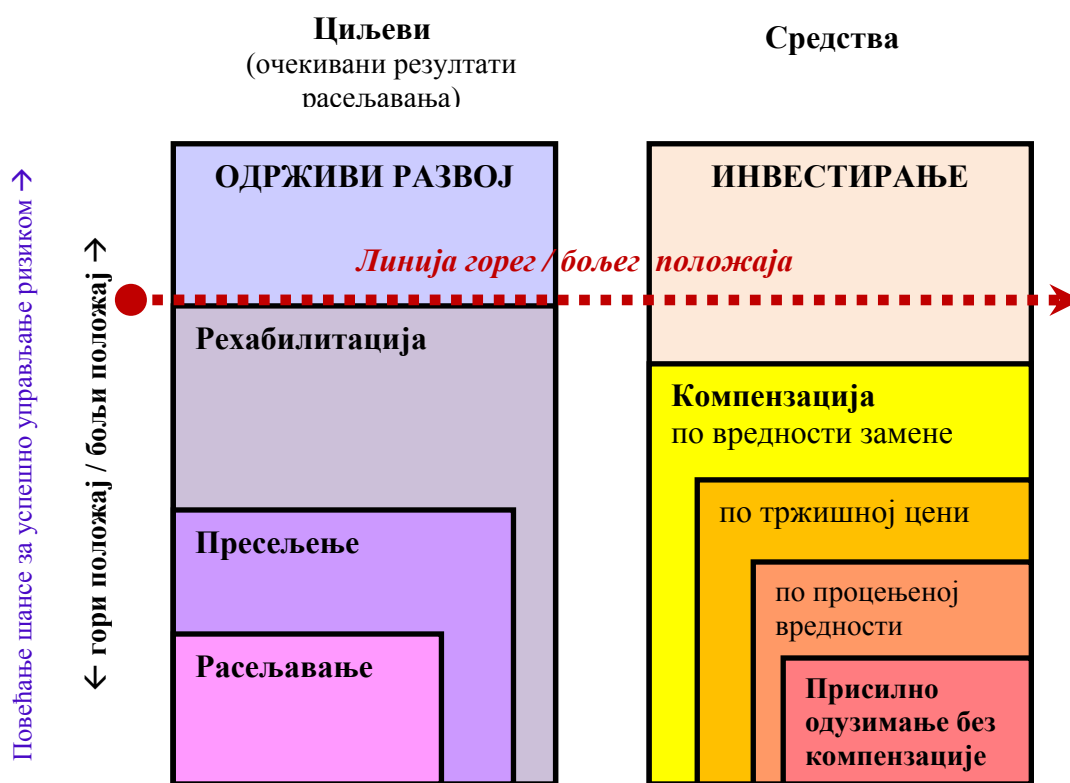 Циљеви
(очекивани резултати
расељавања)
Средства
Повећање шансе за успешно управљање ризиком →
← гори положај / бољи положај →
ОДРЖИВИ РАЗВОЈ
ИНВЕСТИРАЊЕ
Линија горег / бољег положаја
Рехабилитација
Компензација
по вредности замене
по тржишној цени
Пресељење
по процењеној
вредности
Расељавање
Присилно
одузимање без
компензације